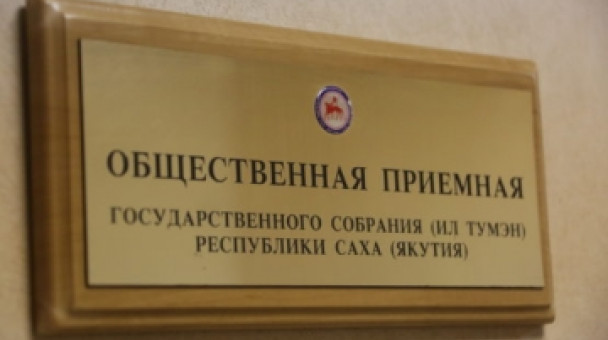 ОБЩЕСТВЕННАЯ ПРИЕМНАЯ
ГОСУДАРСТВЕННОГО СОБРАНИЯ (ИЛ ТУМЭН)
РЕСПУБЛИКИ САХА (ЯКУТИЯ)